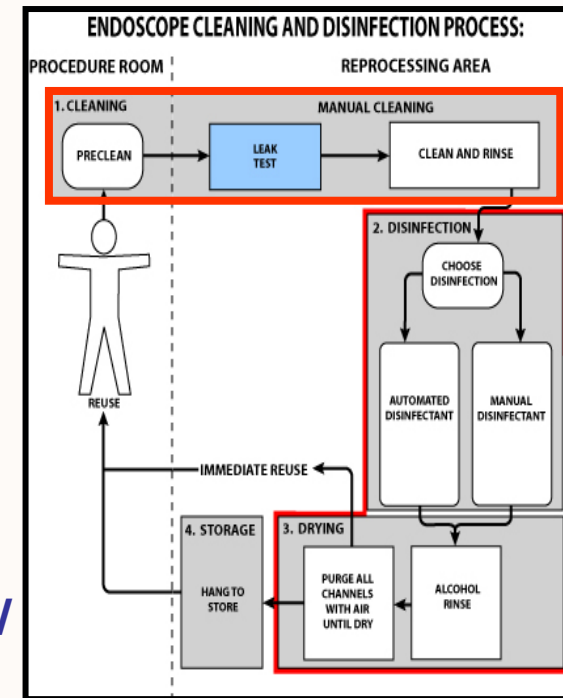 ENDOSCOPE CLEANING AND DISINFECTION PROCESS:
PROCEDURE ROOM
REPROCESSING AREA
1. CLEANING
MANUAL CLEANING
PRECLEAN
LEAK
TEST
CLEAN AND RINSE
2. DISINFECTION
CHOOSE
DISINFECTION
AUTOMATED
DISINFECTANT
MANUAL
DISINFECTANT
REUSE
IMMEDIATE REUSE
4. STORAGE
3. DRYING
HANG TO
STORE
PURGE ALL
CHANNELS
WITH AIR
UNTIL DRY
ALCOHOL
RINSE